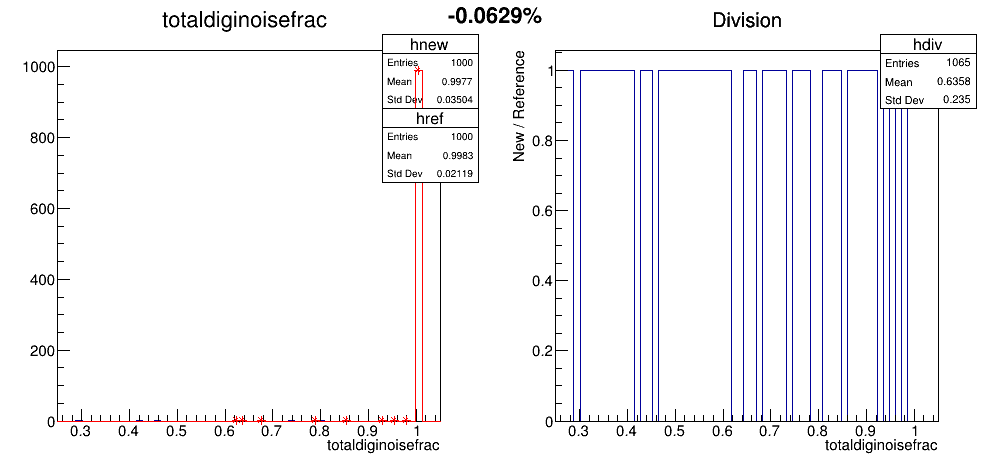 -0.0629%
totaldiginoisefrac
hnew
Entries 1000
Mean 0.9977
Std Dev 0.03504
href
Entries 1000
Mean 0.9983
Std Dev 0.02119
1000
800
600
400
200
0
0.3 0.4 0.5 0.6 0.7 0.8 0.9 1
totaldiginoisefrac
Division
hdiv
Entries 1065
Mean 0.6358
Std Dev 0.235
New / Reference
1
0.8
0.6
0.4
0.2
0
0.3 0.4 0.5 0.6 0.7 0.8 0.9 1
totaldiginoisefrac